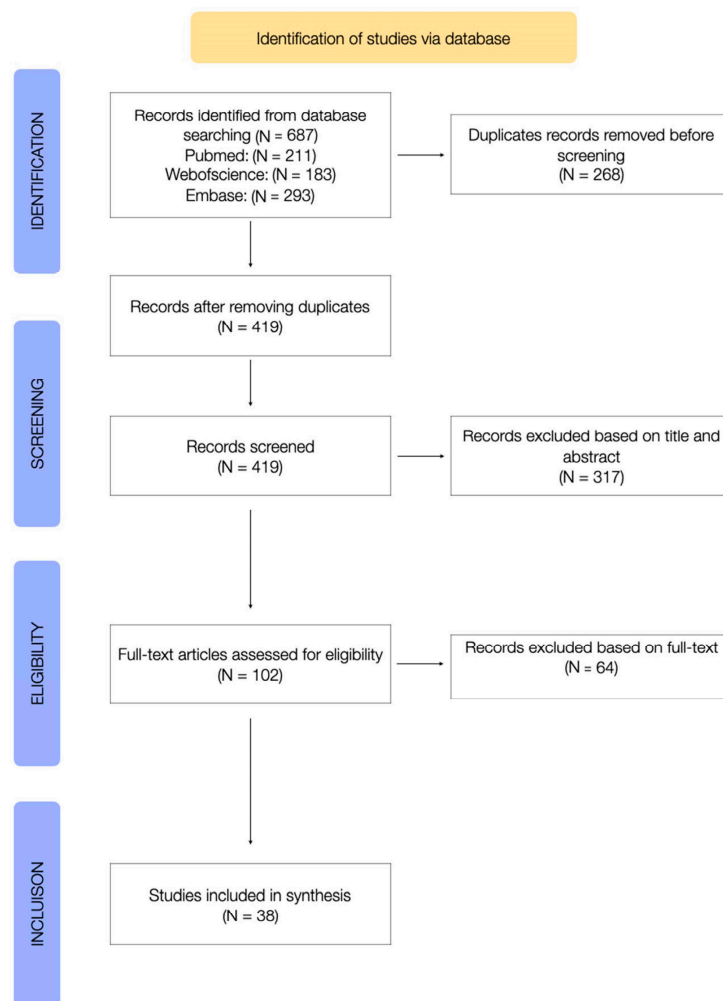 Identification of studies via database
IDENTIFICATION
Records identified from database
searching (N = 687)
Pubmed: (N = 211)
Webofscience: (N = 183)
Embase: (N = 293)
Duplicates records removed before
screening
(N = 268)
Records after removing duplicates
(N = 419)
SCREENING
Records screened
(N = 419)
Records excluded based on title and
abstract
(N = 317)
ELIGIBILITY
Full-text articles assessed for eligibility
(N = 102)
Records excluded based on full-text
(N = 64)
INCLUISON
Studies included in synthesis
(N = 38)